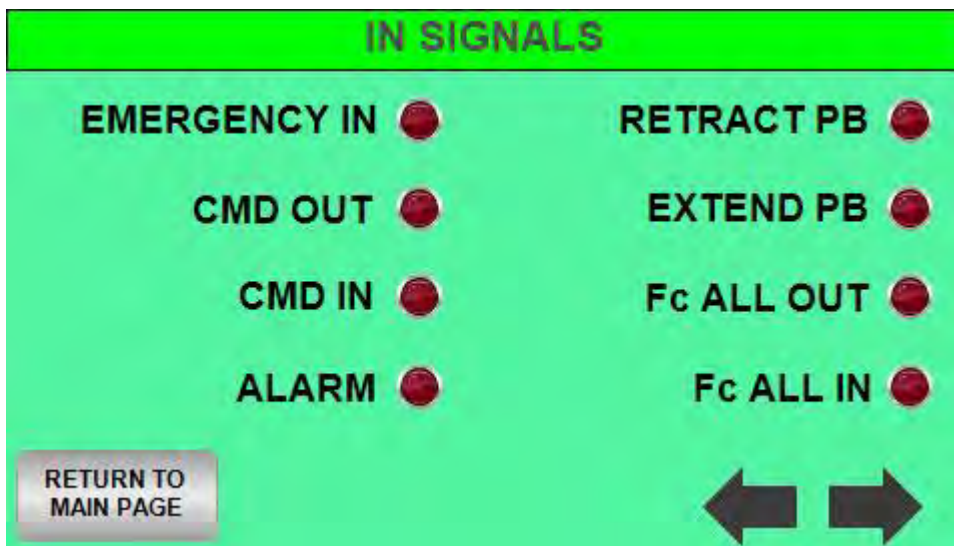 IN SIGNALS
EMERGENCY IN
RETRACT PB
CMD OUT
EXTEND PB
CMD IN
Fc ALL OUT
ALARM
Fc ALL IN
RETURN TO
MAIN PAGE